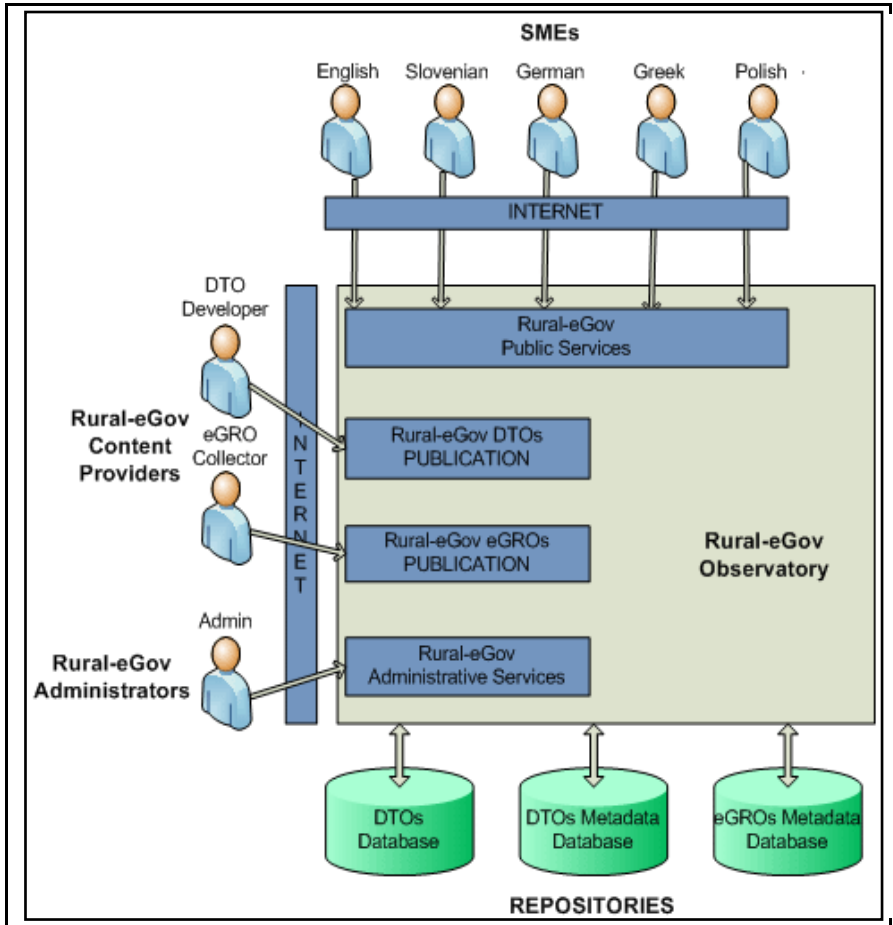 SMEs
English Slovenian German Greek Polish
INTERNET
DTO
Developer
Rural-eGov
Public Services
Rural-eGov
Content
Providers
eGRO
Collector
INTERNET
Rural-eGov DTOs
PUBLICATION
Rural-eGov eGROs
PUBLICATION
Rural-eGov
Observatory
Admin
Rural-eGov
Administrators
Rural-eGov
Administrative Services
DTOs
Database
DTOs Metadata
Database
eGROs Metadata
Database
REPOSITORIES